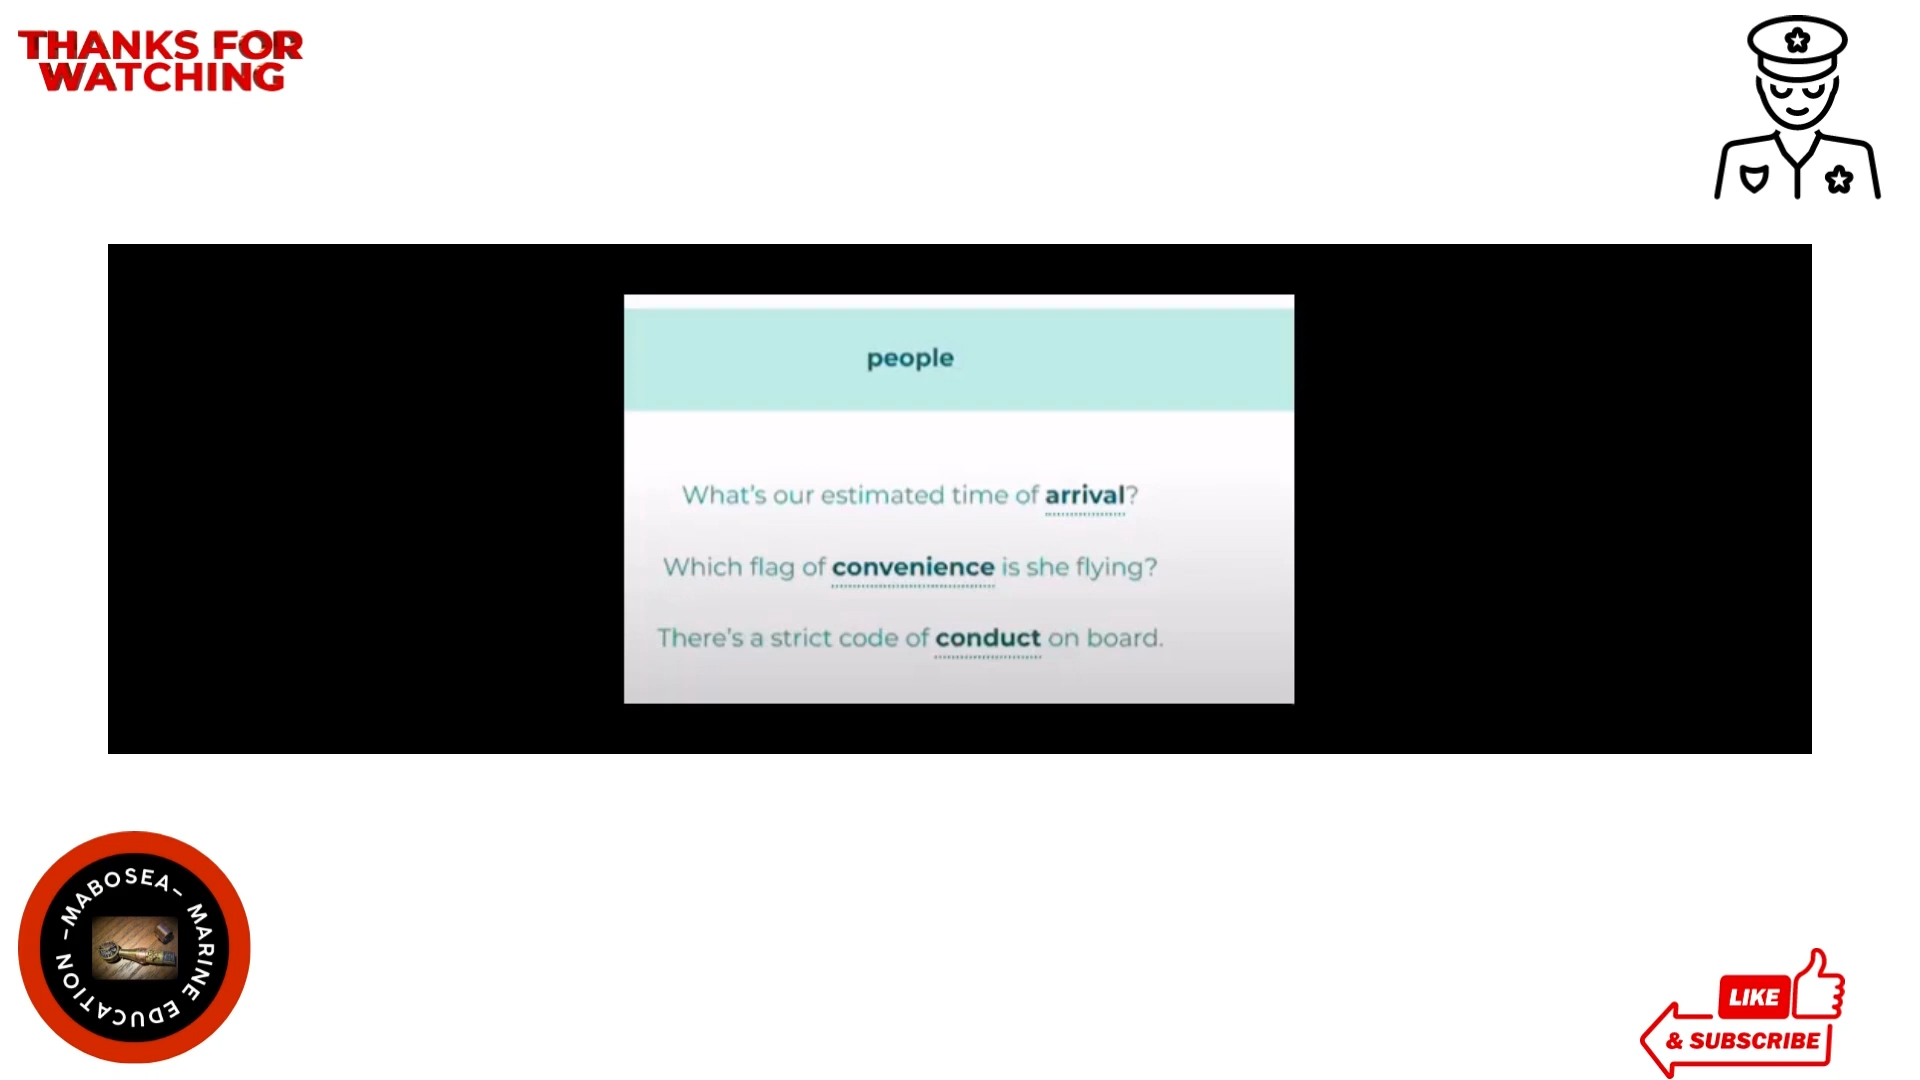 THANKS FOR
WATCHING
people
What's our estimated time of arrival?
Which flag of convenience is she flying?
There's a strict code of conduct on board.
-MABOSEA- MARINE EDUCATION
LIKE
& SUBSCRIBE